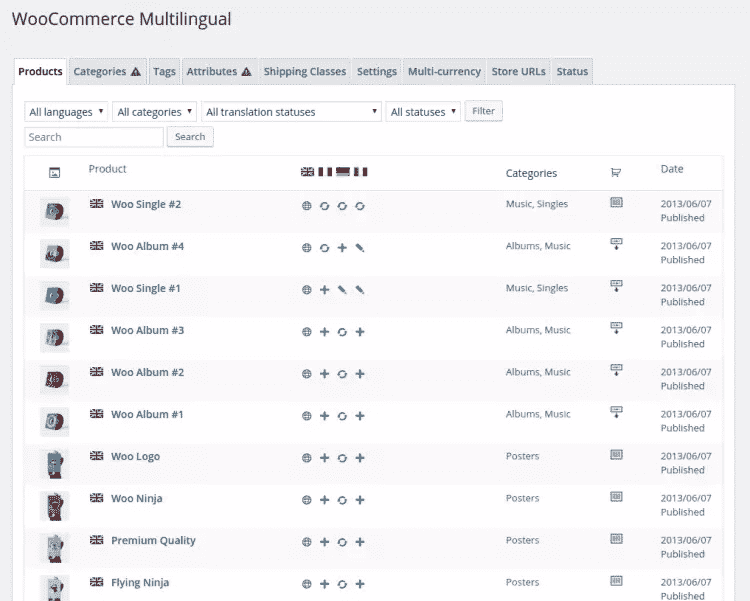 WooCommerce Multilingual
Products Categories Tags Attributes Shipping Classes Settings Multi-currency Store URLs Status
All languages All categories All translation statuses All statuses Filter
Search Search
Product Categories Date
Woo Single #2 Music, Singles 2013/06/07
Published
Woo Album #4 Albums, Music 2013/06/07
Published
Woo Single #1 Music, Singles 2013/06/07
Published
Woo Album #3 Albums, Music 2013/06/07
Published
Woo Album #2 Albums, Music 2013/06/07
Published
Woo Album #1 Albums, Music 2013/06/07
Published
Woo Logo Posters 2013/06/07
Published
Woo Ninja Posters 2013/06/07
Published
Premium Quality Posters 2013/06/07
Published
Flying Ninja Posters 2013/06/07
Published